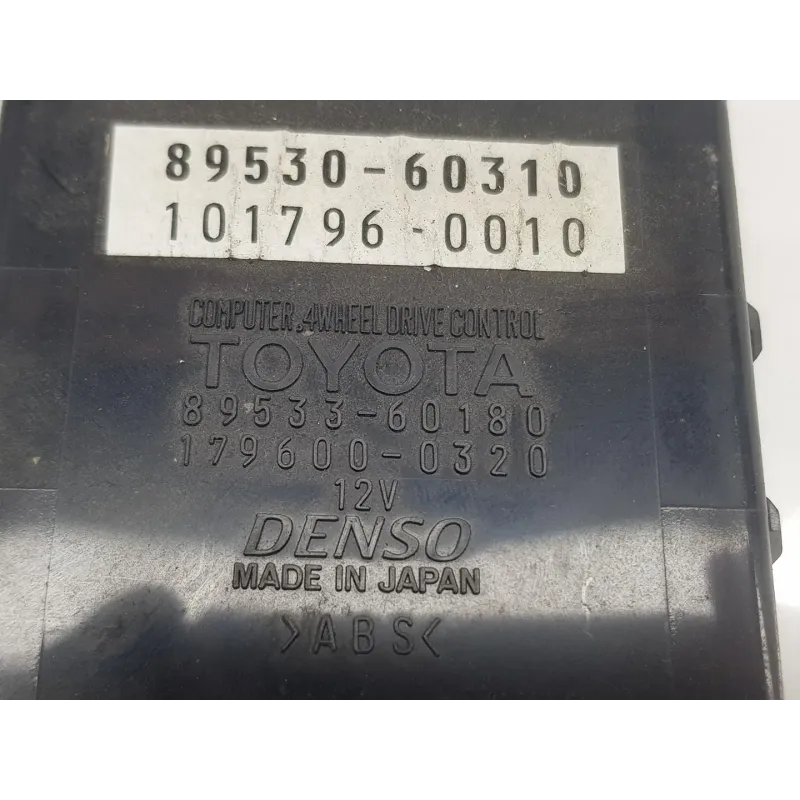 89530-60310
101796-0010
COMPUTER,4WHEEL DRIVE CONTROL
TOYOTA
89533-60180
179600-0320
12V
DENSO
MADE IN JAPAN
>ABS<